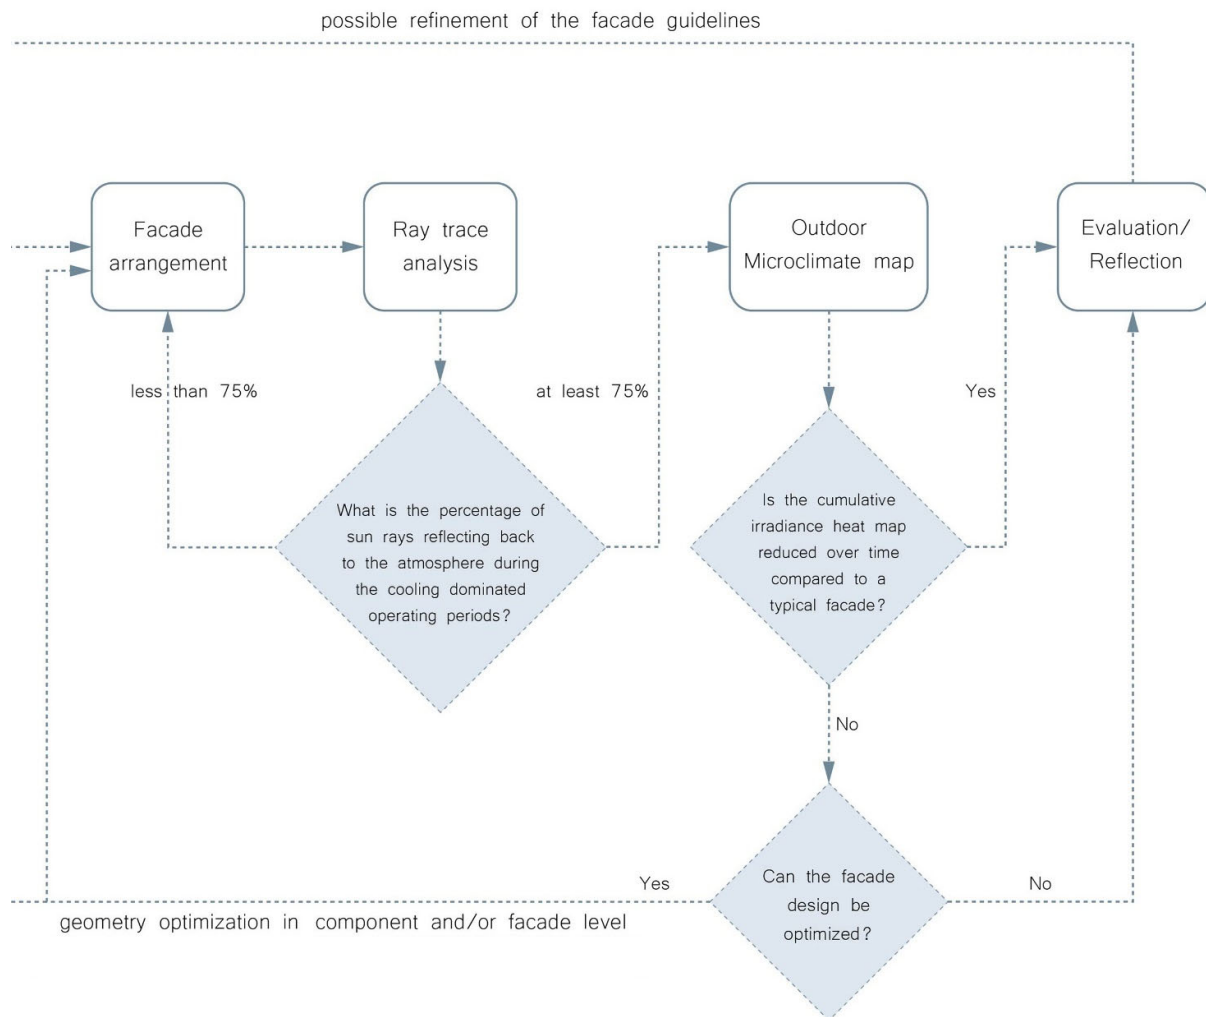 possible refinement of the facade guidelines
Facade
arrangement
Ray trace
analysis
Outdoor
Microclimate map
Evaluation/
Reflection
less than 75%
at least 75%
Yes
What is the percentage of
sun rays reflecting back
to the atmosphere during
the cooling dominated
operating periods?
Is the cumulative
irradiance heat map
reduced over time
compared to a
typical facade?
No
Can the facade
design be
optimized?
Yes
No
geometry optimization in component and/or facade level